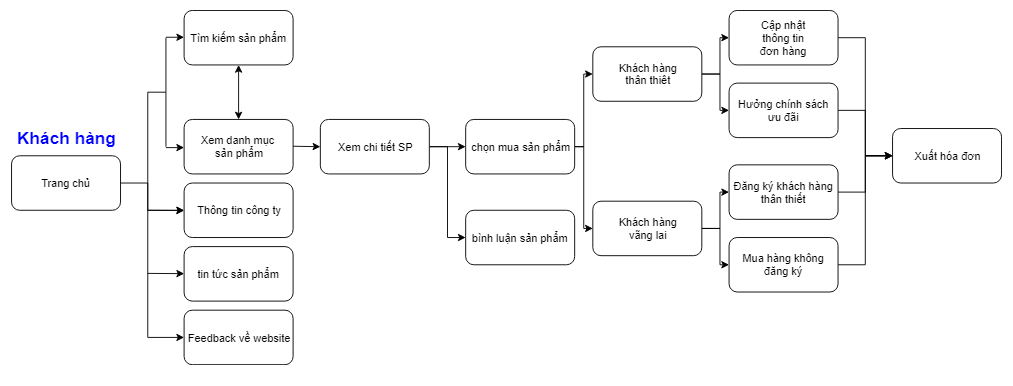 Khách hàng
Trang chủ
Tìm kiếm sản phẩm
Xem danh mục
sản phẩm
Thông tin công ty
tin tức sản phẩm
Feedback về website
Xem chi tiết SP
chọn mua sản phẩm
bình luận sản phẩm
Khách hàng
thân thiêt
Khách hàng
vãng lai
Cập nhật
thông tin
đơn hàng
Hưởng chính sách
ưu đãi
Đăng ký khách hàng
thân thiết
Mua hàng không
đăng ký
Xuất hóa đơn